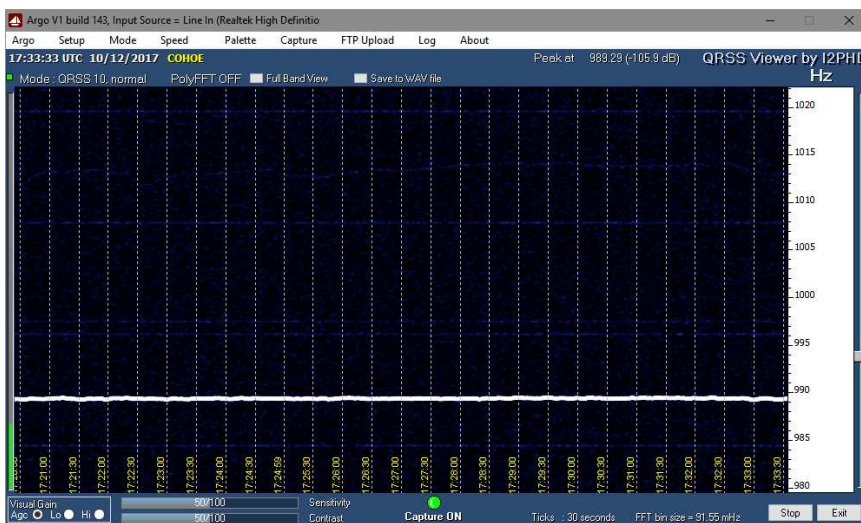 Argo V1 build 143, Input Source = Line In (Realtek High Definitio
Argo Setup Mode Speed Palette Capture FTP Upload Log About
17:33:33 UTC 10/12/2017 COHOE Peak at 989.29 (-105.9 dB) QRSS Viewer by I2PHD
Mode : QRSS 10, normal PolyFFT OFF Full Band View Save to WAV file Hz
1020
1015
1010
1005
1000
995
990
985
980
17:21:00 17:21:30 17:22:00 17:22:30 17:23:00 17:23:30 17:24:00 17:24:30 17:24:59 17:25:30 17:26:00 17:26:30 17:27:00 17:27:30 17:28:00 17:28:30 17:29:00 17:29:30 17:30:00 17:30:30 17:31:00 17:31:30 17:32:00 17:32:30 17:33:00 17:33:30
Visual Gain 50/100 Sensitivity
Agc Lo Hi 50/100 Contrast Capture ON Ticks : 30 seconds FFT bin size = 91.55 mHz Stop Exit